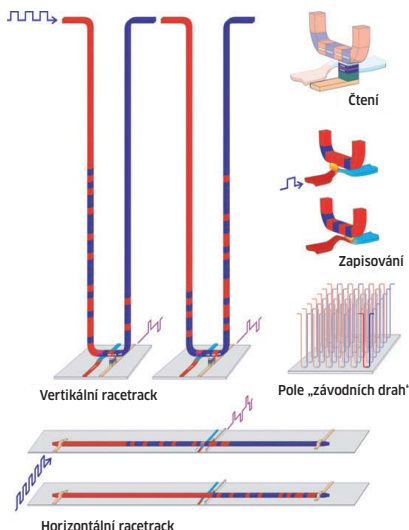 Čtení
Zapisování
Vertikální racetrack
Pole „závodních drah‘
Horizontální racetrack